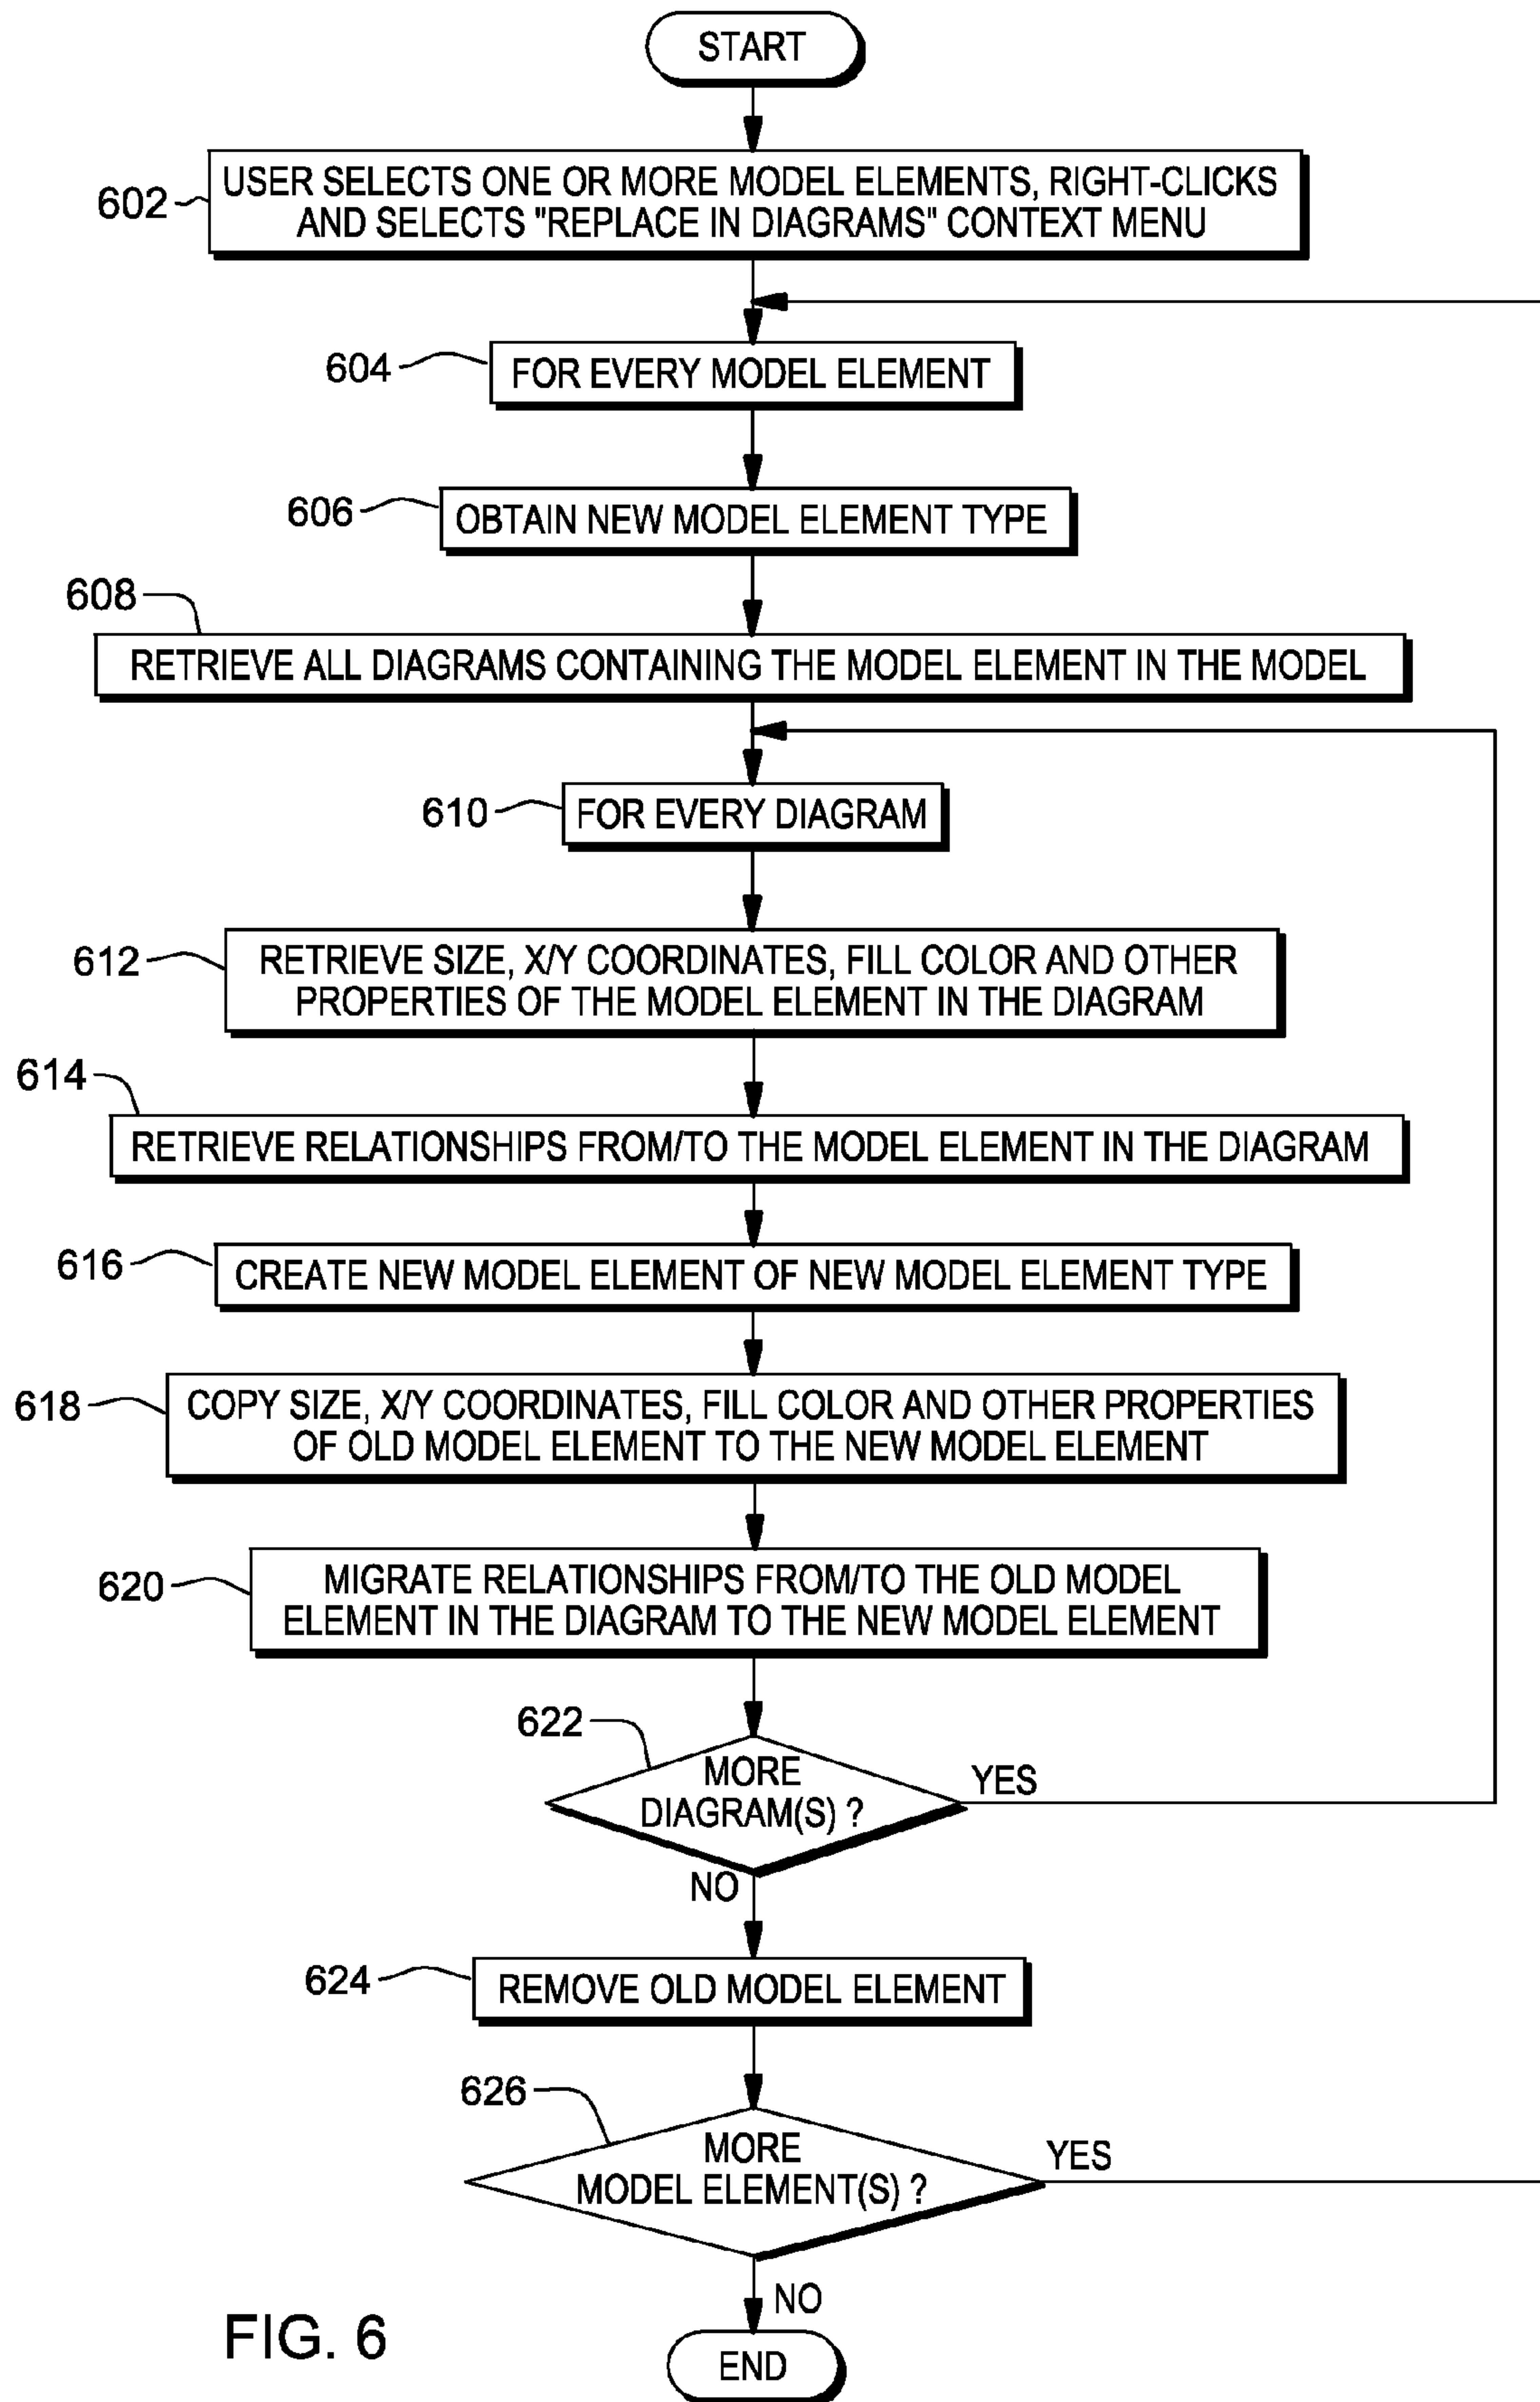 START
602
USER SELECTS ONE OR MORE MODEL ELEMENTS, RIGHT-CLICKS
AND SELECTS "REPLACE IN DIAGRAMS" CONTEXT MENU
604
FOR EVERY MODEL ELEMENT
606
OBTAIN NEW MODEL ELEMENT TYPE
608
RETRIEVE ALL DIAGRAMS CONTAINING THE MODEL ELEMENT IN THE MODEL
610
FOR EVERY DIAGRAM
612
RETRIEVE SIZE, X/Y COORDINATES, FILL COLOR AND OTHER
PROPERTIES OF THE MODEL ELEMENT IN THE DIAGRAM
614
RETRIEVE RELATIONSHIPS FROM/TO THE MODEL ELEMENT IN THE DIAGRAM
616
CREATE NEW MODEL ELEMENT OF NEW MODEL ELEMENT TYPE
618
COPY SIZE, X/Y COORDINATES, FILL COLOR AND OTHER PROPERTIES
OF OLD MODEL ELEMENT TO THE NEW MODEL ELEMENT
620
MIGRATE RELATIONSHIPS FROM/TO THE OLD MODEL
ELEMENT IN THE DIAGRAM TO THE NEW MODEL ELEMENT
622
MORE
DIAGRAM(S) ?
YES
NO
624
REMOVE OLD MODEL ELEMENT
626
MORE
MODEL ELEMENT(S) ?
YES
NO
END
FIG. 6